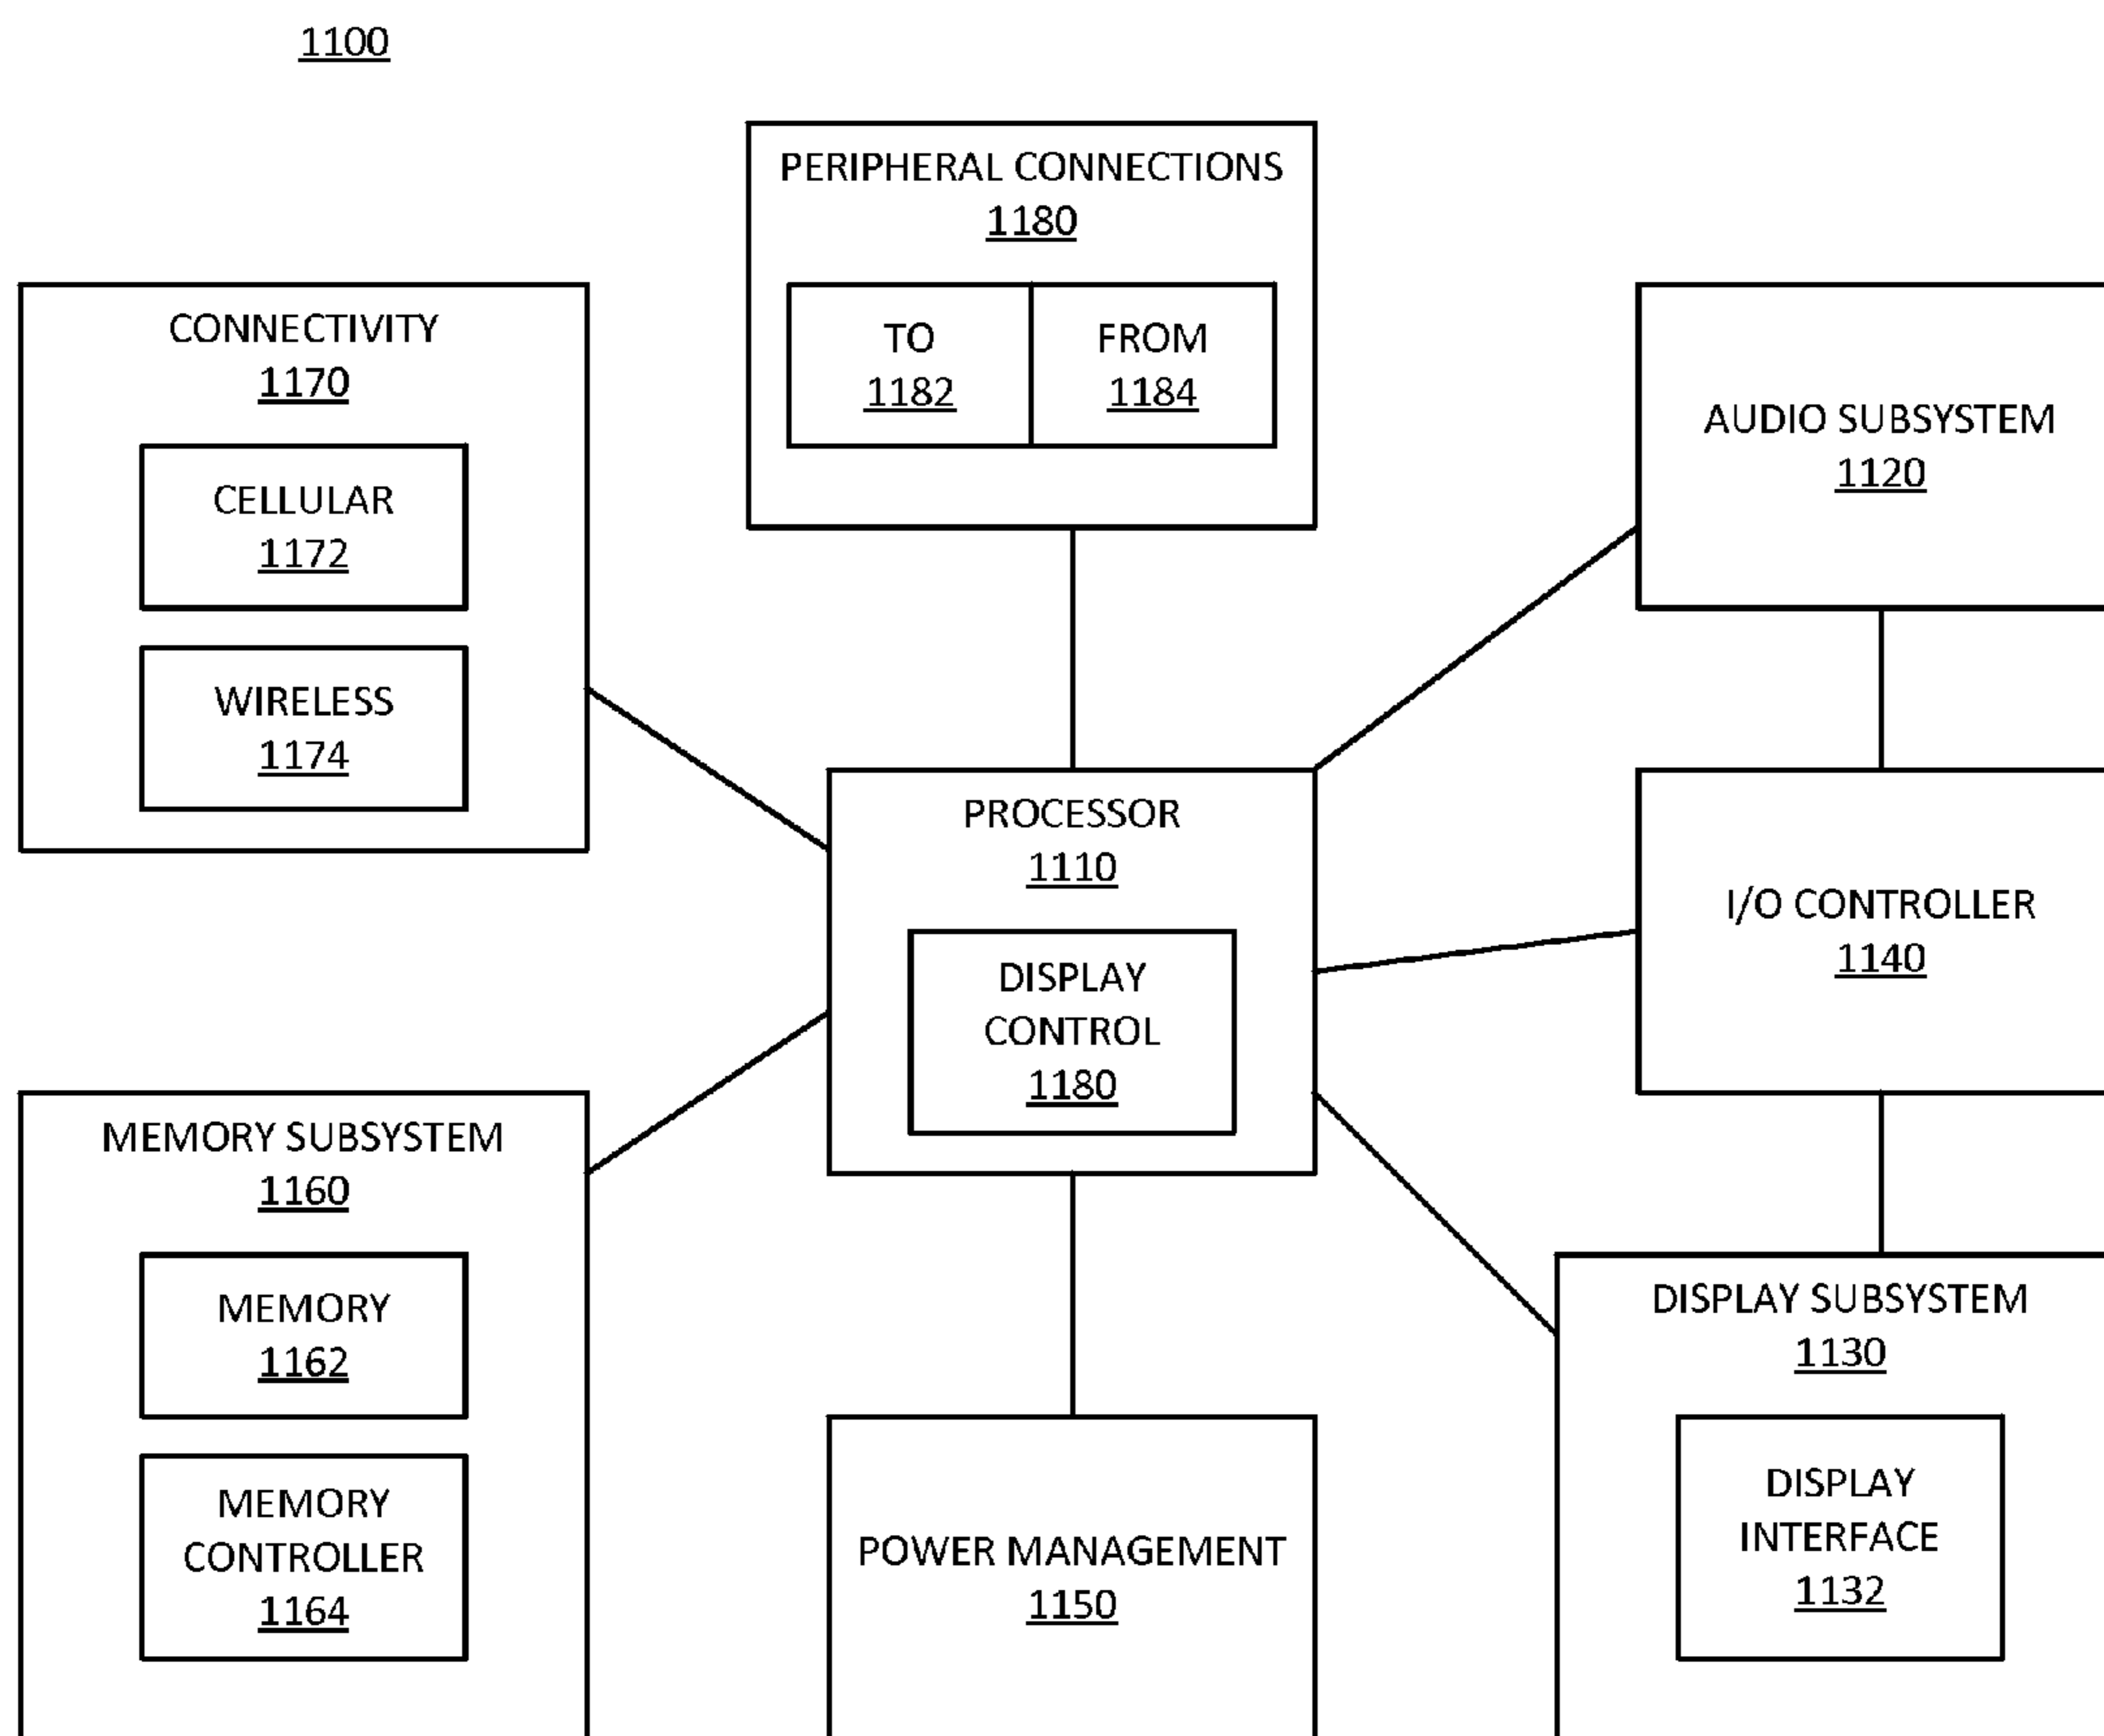 1100
PERIPHERAL CONNECTIONS
1180
TO
1182
FROM
1184
CONNECTIVITY
1170
CELLULAR
1172
WIRELESS
1174
AUDIO SUBSYSTEM
1120
PROCESSOR
1110
DISPLAY
CONTROL
1180
I/O CONTROLLER
1140
MEMORY SUBSYSTEM
1160
MEMORY
1162
MEMORY
CONTROLLER
1164
POWER MANAGEMENT
1150
DISPLAY SUBSYSTEM
1130
DISPLAY
INTERFACE
1132